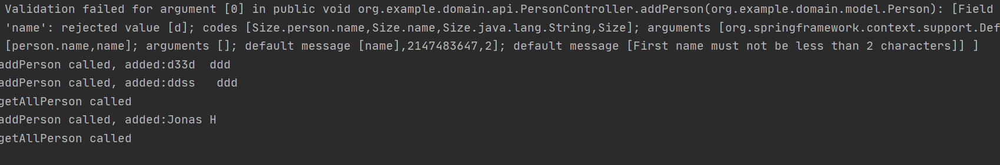 Validation failed for argument [0] in public void org.example.domain.api.PersonController.addPerson(org.example.domain.model.Person): [Field
'name': rejected value [d]; codes [Size.person.name,Size.name,Size.java.lang.String,Size]; arguments [org.springframework.context.support.Def
[person.name,name]; arguments []; default message [name],2147483647,2]; default message [First name must not be less than 2 characters]] ]
addPerson called, added:d33d  ddd
addPerson called, added:ddss   ddd
getAllPerson called
addPerson called, added:Jonas H
getAllPerson called